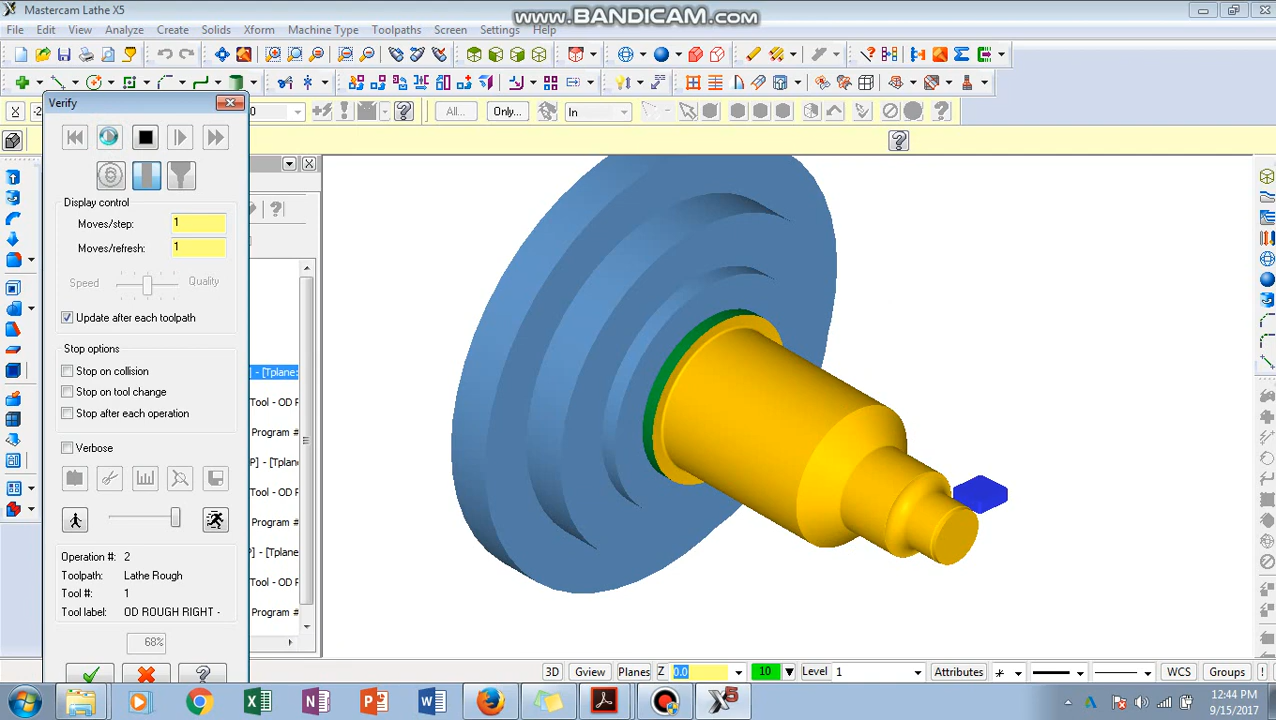 Mastercam Lathe X5
www.BANDICAM.com
File Edit View Analyze Create Solids Xform Machine Type Toolpaths Screen Settings Help
Verify
All... Only... In
Display control
Moves/step: 1
Moves/refresh: 1
Speed Quality
Update after each toolpath
Stop options
Stop on collision
] - [Tplane:
Stop on tool change
Tool - OD F
Stop after each operation
Program #
Verbose
P] - [Tplane
Tool - OD F
Program #
Operation #: 2
P] - [Tplane
Toolpath: Lathe Rough
Tool #: 1
Tool - OD F
Tool label: OD ROUGH RIGHT -
Program #
68%
3D Gview Planes Z 0.0 10 Level 1 Attributes WCS Groups
12:44 PM
9/15/2017